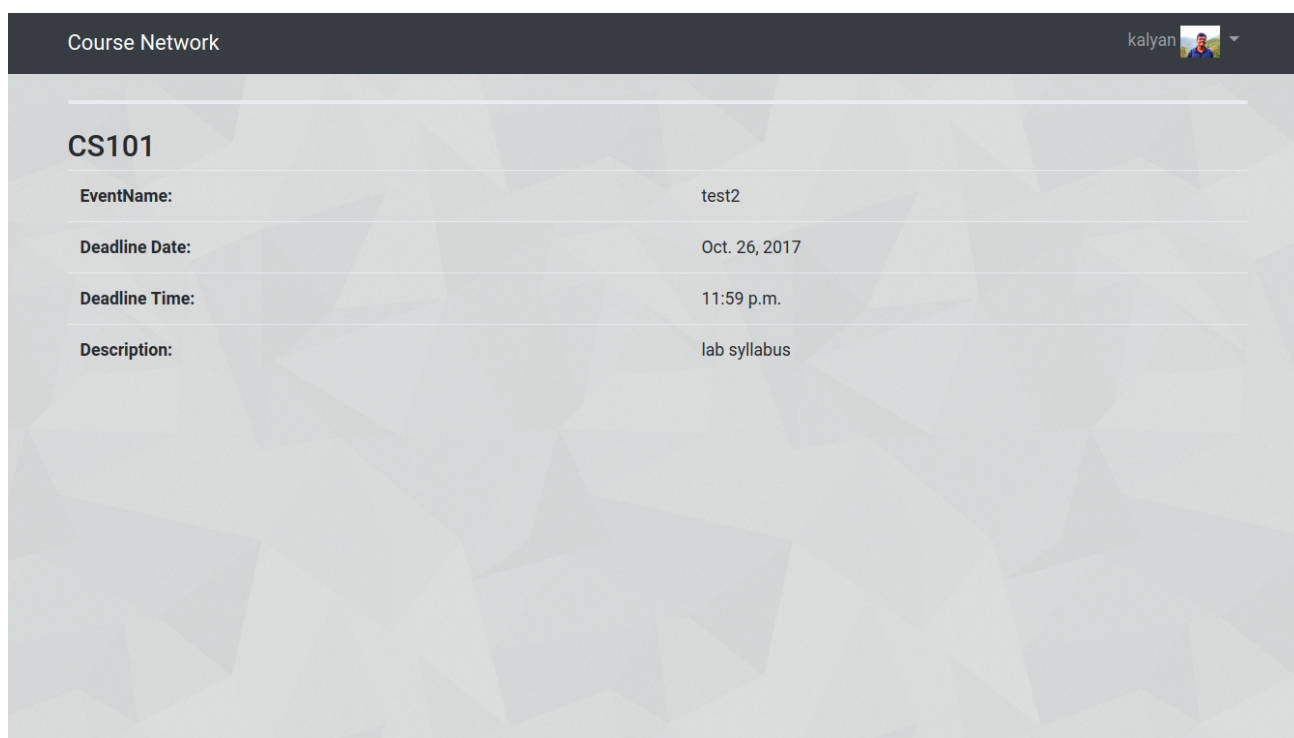 Course Network
kalyan
CS101
EventName: test2
Deadline Date: Oct. 26, 2017
Deadline Time: 11:59 p.m.
Description: lab syllabus